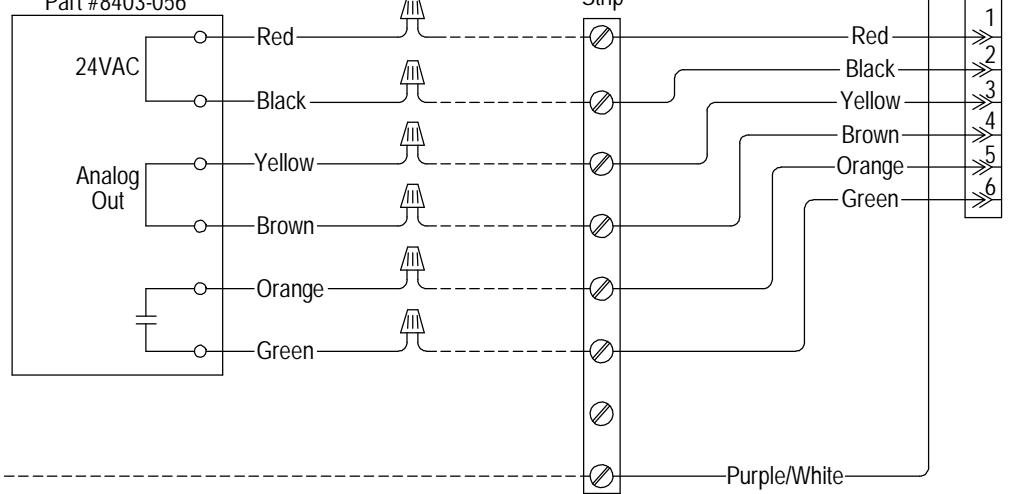 Part #8403-056
Strip
24VAC
Red
Red
1
Black
Black
2
Yellow
Yellow
3
Analog
Out
Brown
Brown
4
Orange
Orange
5
Green
Green
6
Purple/White